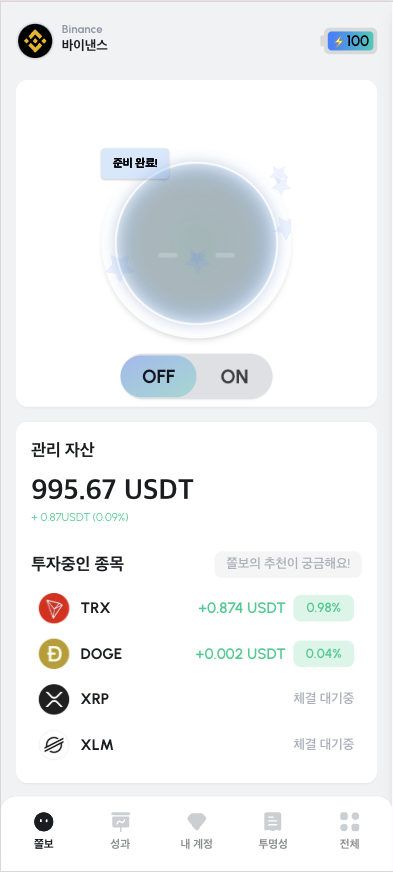 Binance
바이낸스
⚡100
준비 완료!
OFF ON
관리 자산
995.67 USDT
+ 0.87USDT (0.09%)
투자중인 종목 쫄보의 추천이 궁금해요!
TRX +0.874 USDT 0.98%
DOGE +0.002 USDT 0.04%
XRP 체결 대기중
XLM 체결 대기중
쫄보 성과 내 계정 투명성 전체